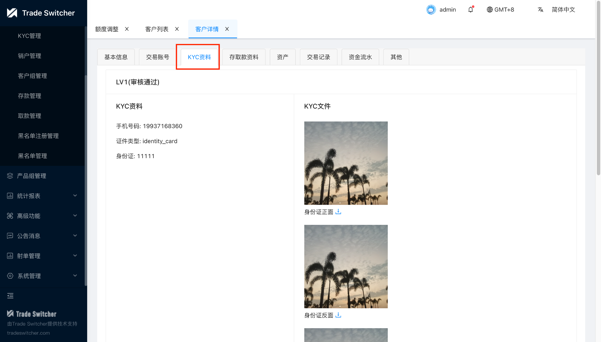 Trade Switcher
admin
GMT+8
简体中文
KYC管理
销户管理
客户组管理
存款管理
取款管理
黑名单注册管理
黑名单管理
产品组管理
统计报表
高级功能
公告消息
财单管理
系统管理
Trade Switcher
由Trade Switcher提供技术支持
tradeswitcher.com
额度调整 ×
客户列表 ×
客户详情 ×
基本信息
交易账号
KYC资料
存取款资料
资产
交易记录
资金流水
其他
LV1(审核通过)
KYC资料
手机号码: 19937168360
证件类型: identity_card
身份证: 11111
KYC文件
身份证正面
身份证反面